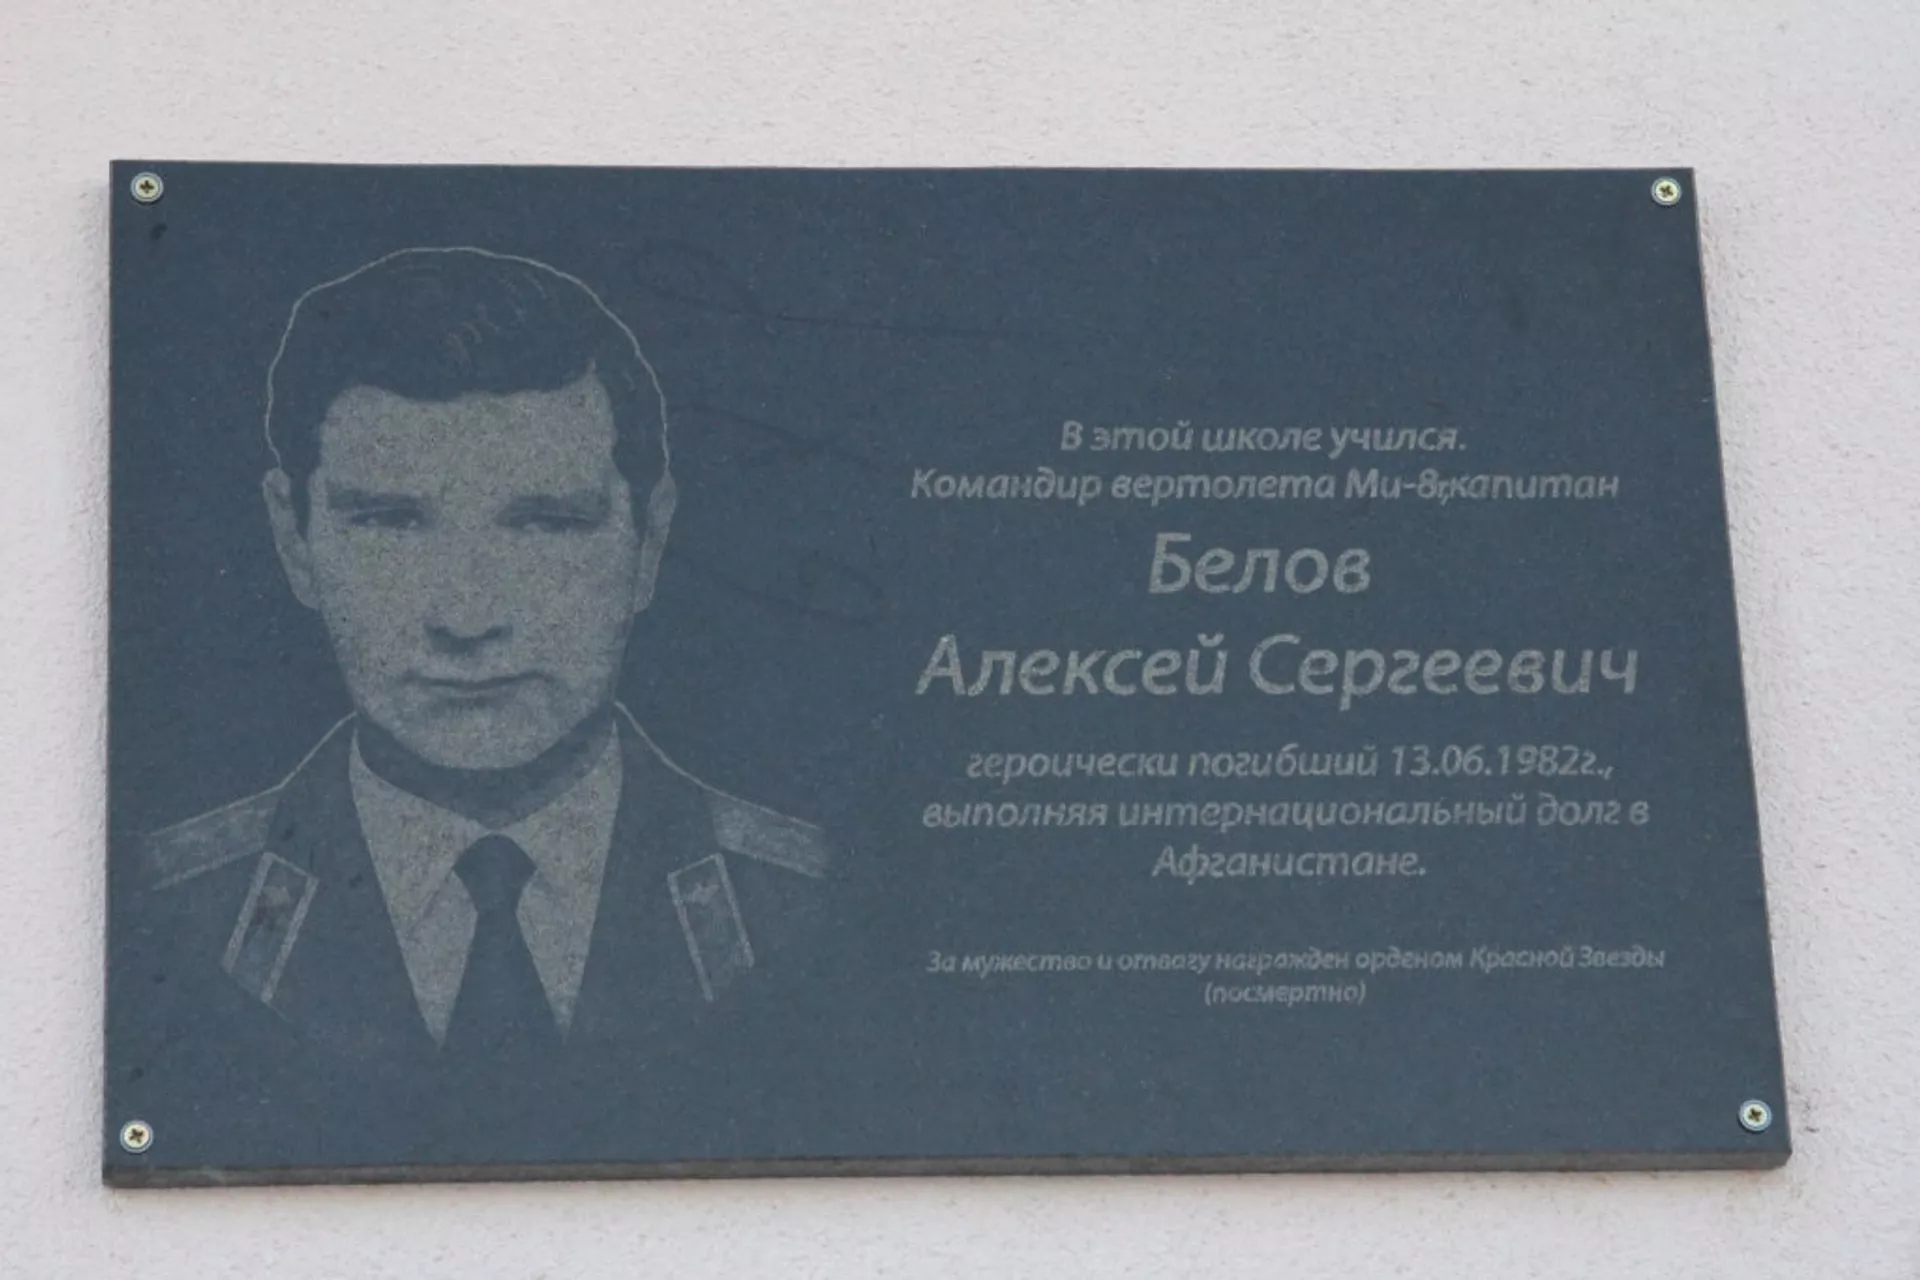 В этой школе учился.
Командир вертолета Ми-8г,капитан
Белов
Алексей Сергеевич
героически погибший 13.06.1982г.,
выполняя интернациональный долг в
Афганистане.
За мужество и отвагу награжден орденом Красной Звезды
(посмертно)